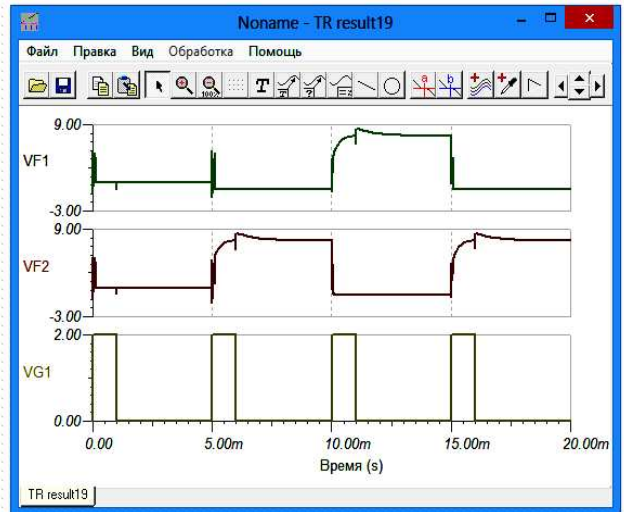 Noname - TR result19
Файл Правка Вид Обработка Помощь
100% T T ? =z a b
9.00
VF1
-3.00
9.00
VF2
-3.00
2.00
VG1
0.00
0.00 5.00m 10.00m 15.00m 20.00m
Время (s)
TR result19